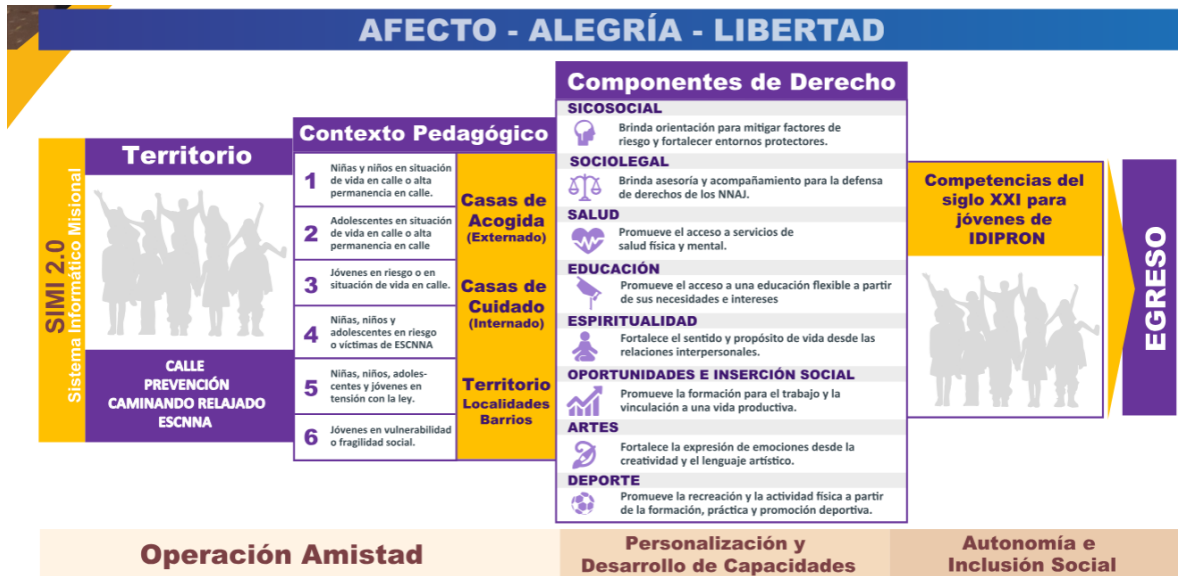 AFECTO - ALEGRÍA - LIBERTAD
SIMI 2.0
Sistema Informático Misional
Territorio
CALLE
PREVENCIÓN
CAMINANDO RELAJADO
ESCNNA
Contexto Pedagógico
1
Niñas y niños en situación
de vida en calle o alta
permanencia en calle.
2
Adolescentes en situación
de vida en calle o alta
permanencia en calle
3
Jóvenes en riesgo o en
situación de vida en calle.
4
Niñas, niños y
adolescentes en riesgo
o víctimas de ESCNNA
5
Niñas, niños, adoles-
centes y jóvenes en
tensión con la ley.
6
Jóvenes en vulnerabilidad
o fragilidad social.
Casas de
Acogida
(Externado)
Casas de
Cuidado
(Internado)
Territorio
Localidades
Barrios
Componentes de Derecho
SICOSOCIAL
Brinda orientación para mitigar factores de
riesgo y fortalecer entornos protectores.
SOCIOLEGAL
Brinda asesoría y acompañamiento para la defensa
de derechos de los NNAJ.
SALUD
Promueve el acceso a servicios de
salud física y mental.
EDUCACIÓN
Promueve el acceso a una educación flexible a partir
de sus necesidades e intereses
ESPIRITUALIDAD
Fortalece el sentido y propósito de vida desde las
relaciones interpersonales.
OPORTUNIDADES E INSERCIÓN SOCIAL
Promueve la formación para el trabajo y la
vinculación a una vida productiva.
ARTES
Fortalece la expresión de emociones desde la
creatividad y el lenguaje artístico.
DEPORTE
Promueve la recreación y la actividad física a partir
de la formación, práctica y promoción deportiva.
Competencias del
siglo XXI para
jóvenes de
IDIPRON
EGRESO
Operación Amistad
Personalización y
Desarrollo de Capacidades
Autonomía e
Inclusión Social